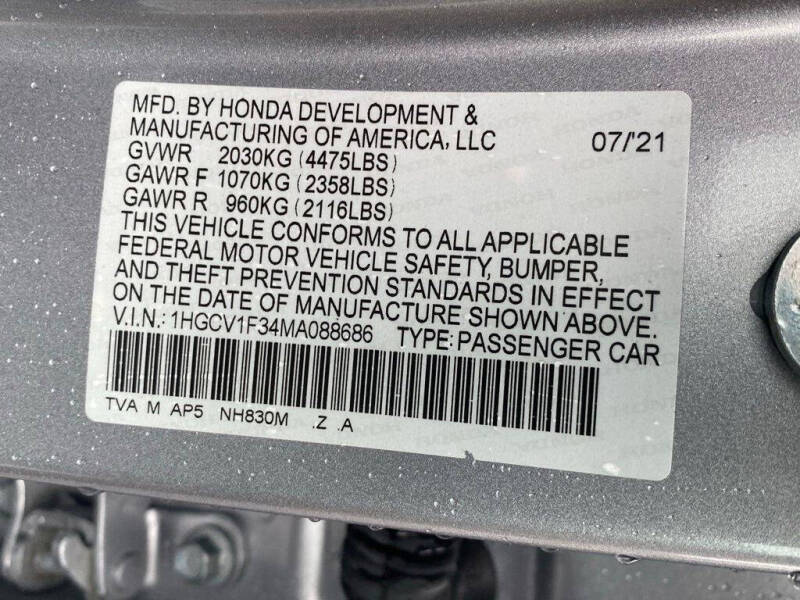 MFD. BY HONDA DEVELOPMENT &
MANUFACTURING OF AMERICA, LLC 07/'21
GVWR 2030KG (4475LBS)
GAWR F 1070KG (2358LBS)
GAWR R 960KG (2116LBS)
THIS VEHICLE CONFORMS TO ALL APPLICABLE
FEDERAL MOTOR VEHICLE SAFETY, BUMPER,
AND THEFT PREVENTION STANDARDS IN EFFECT
ON THE DATE OF MANUFACTURE SHOWN ABOVE.
V.I.N.: 1HGCV1F34MA088686 TYPE: PASSENGER CAR
TVA M AP5 NH830M .Z .A